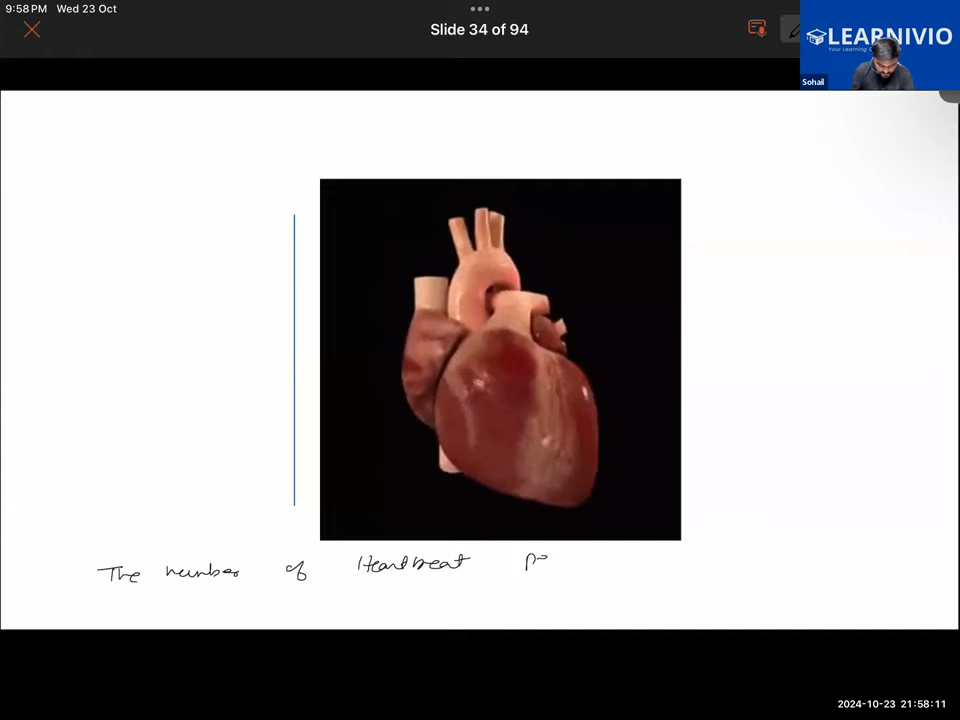 9:58 PM Wed 23 Oct
Slide 34 of 94
LEARNIVIO
Sohail
The number of Heartbeat
2024-10-23 21:58:11